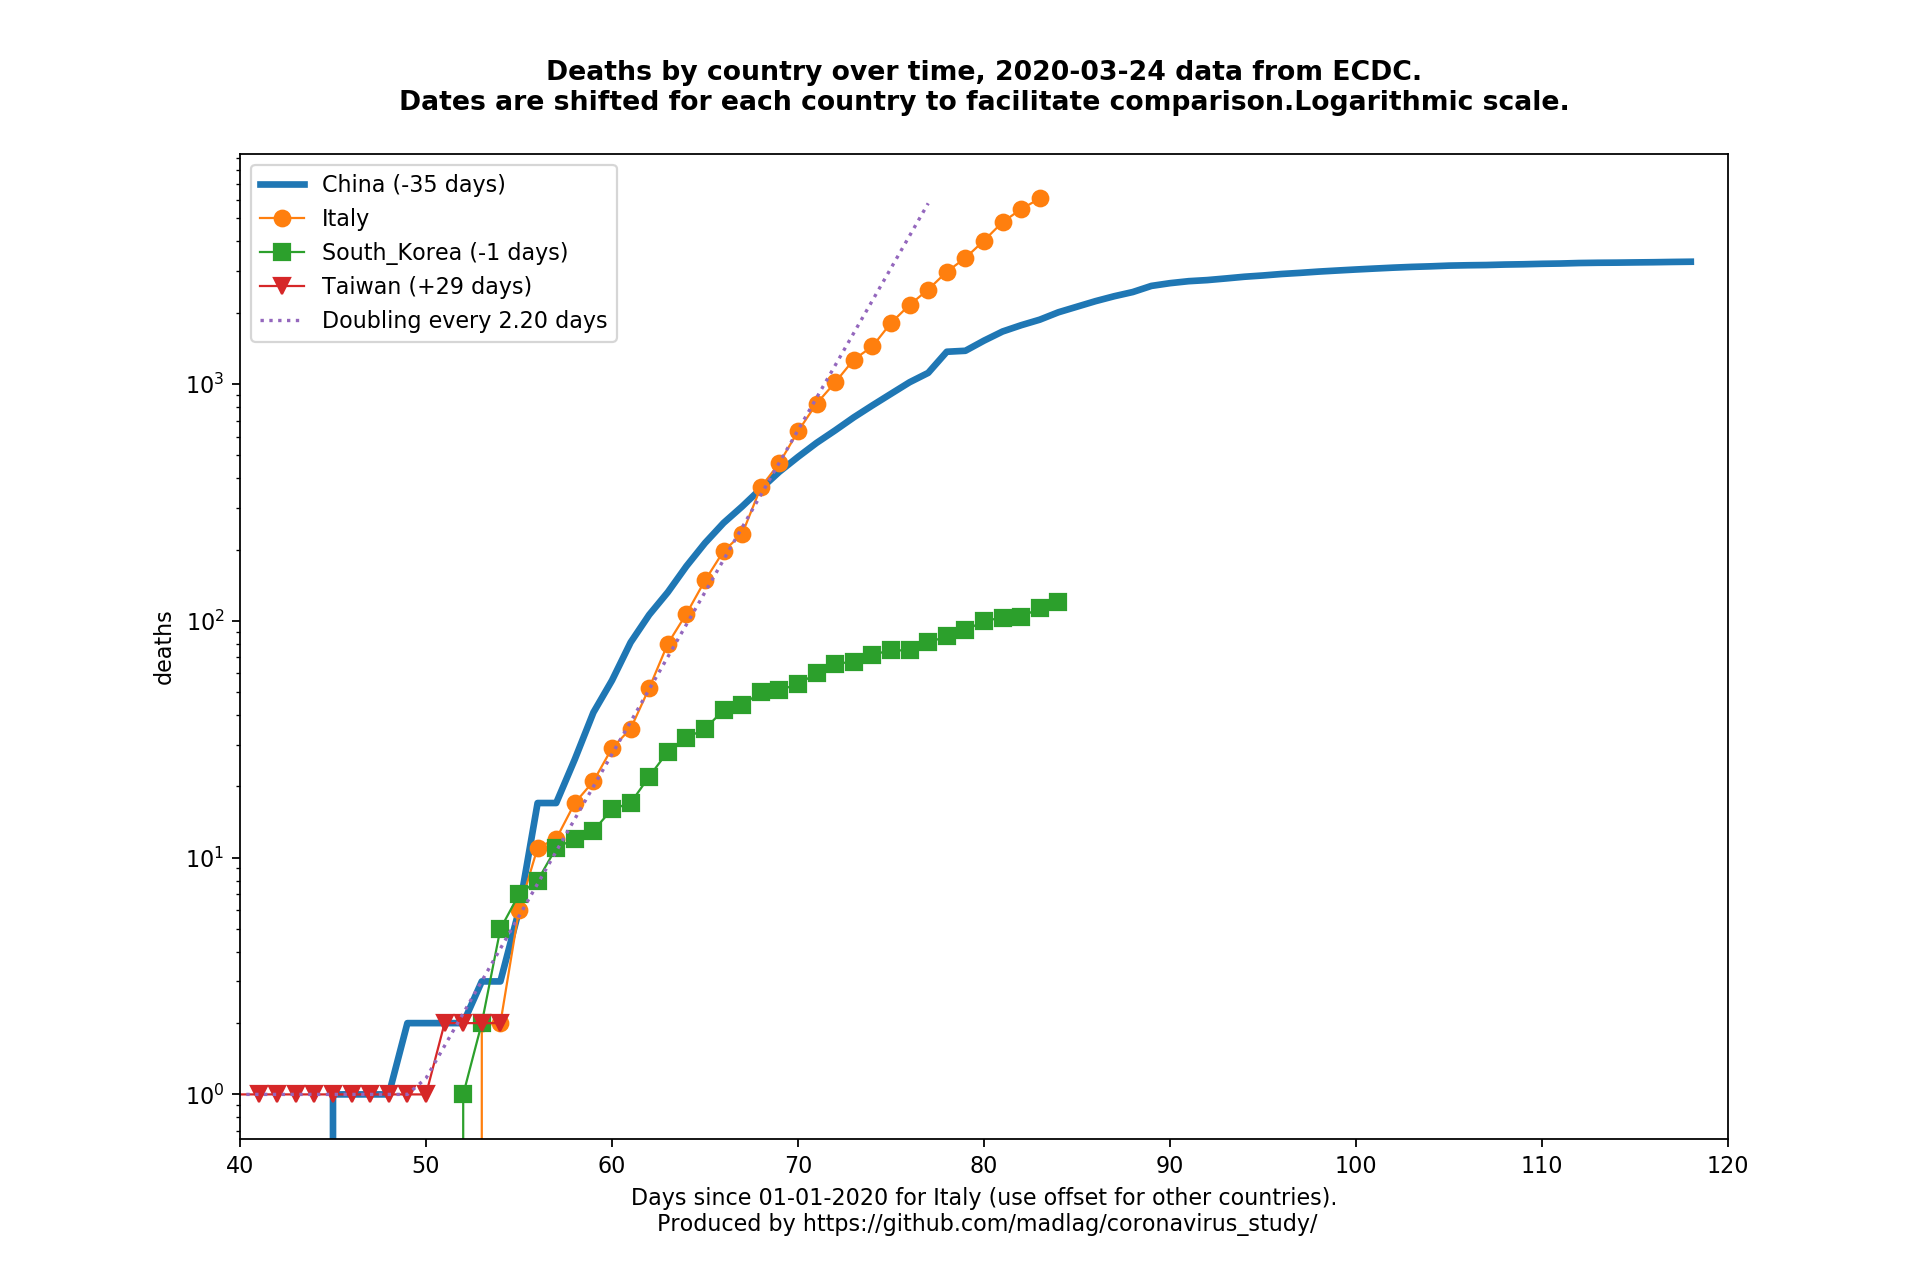 Deaths by country over time, 2020-03-24 data from ECDC.
Dates are shifted for each country to facilitate comparison.Logarithmic scale.
China (-35 days)
Italy
South_Korea (-1 days)
Taiwan (+29 days)
Doubling every 2.20 days
deaths
10³
10²
10¹
10⁰
40 50 60 70 80 90 100 110 120
Days since 01-01-2020 for Italy (use offset for other countries).
Produced by https://github.com/madlag/coronavirus_study/